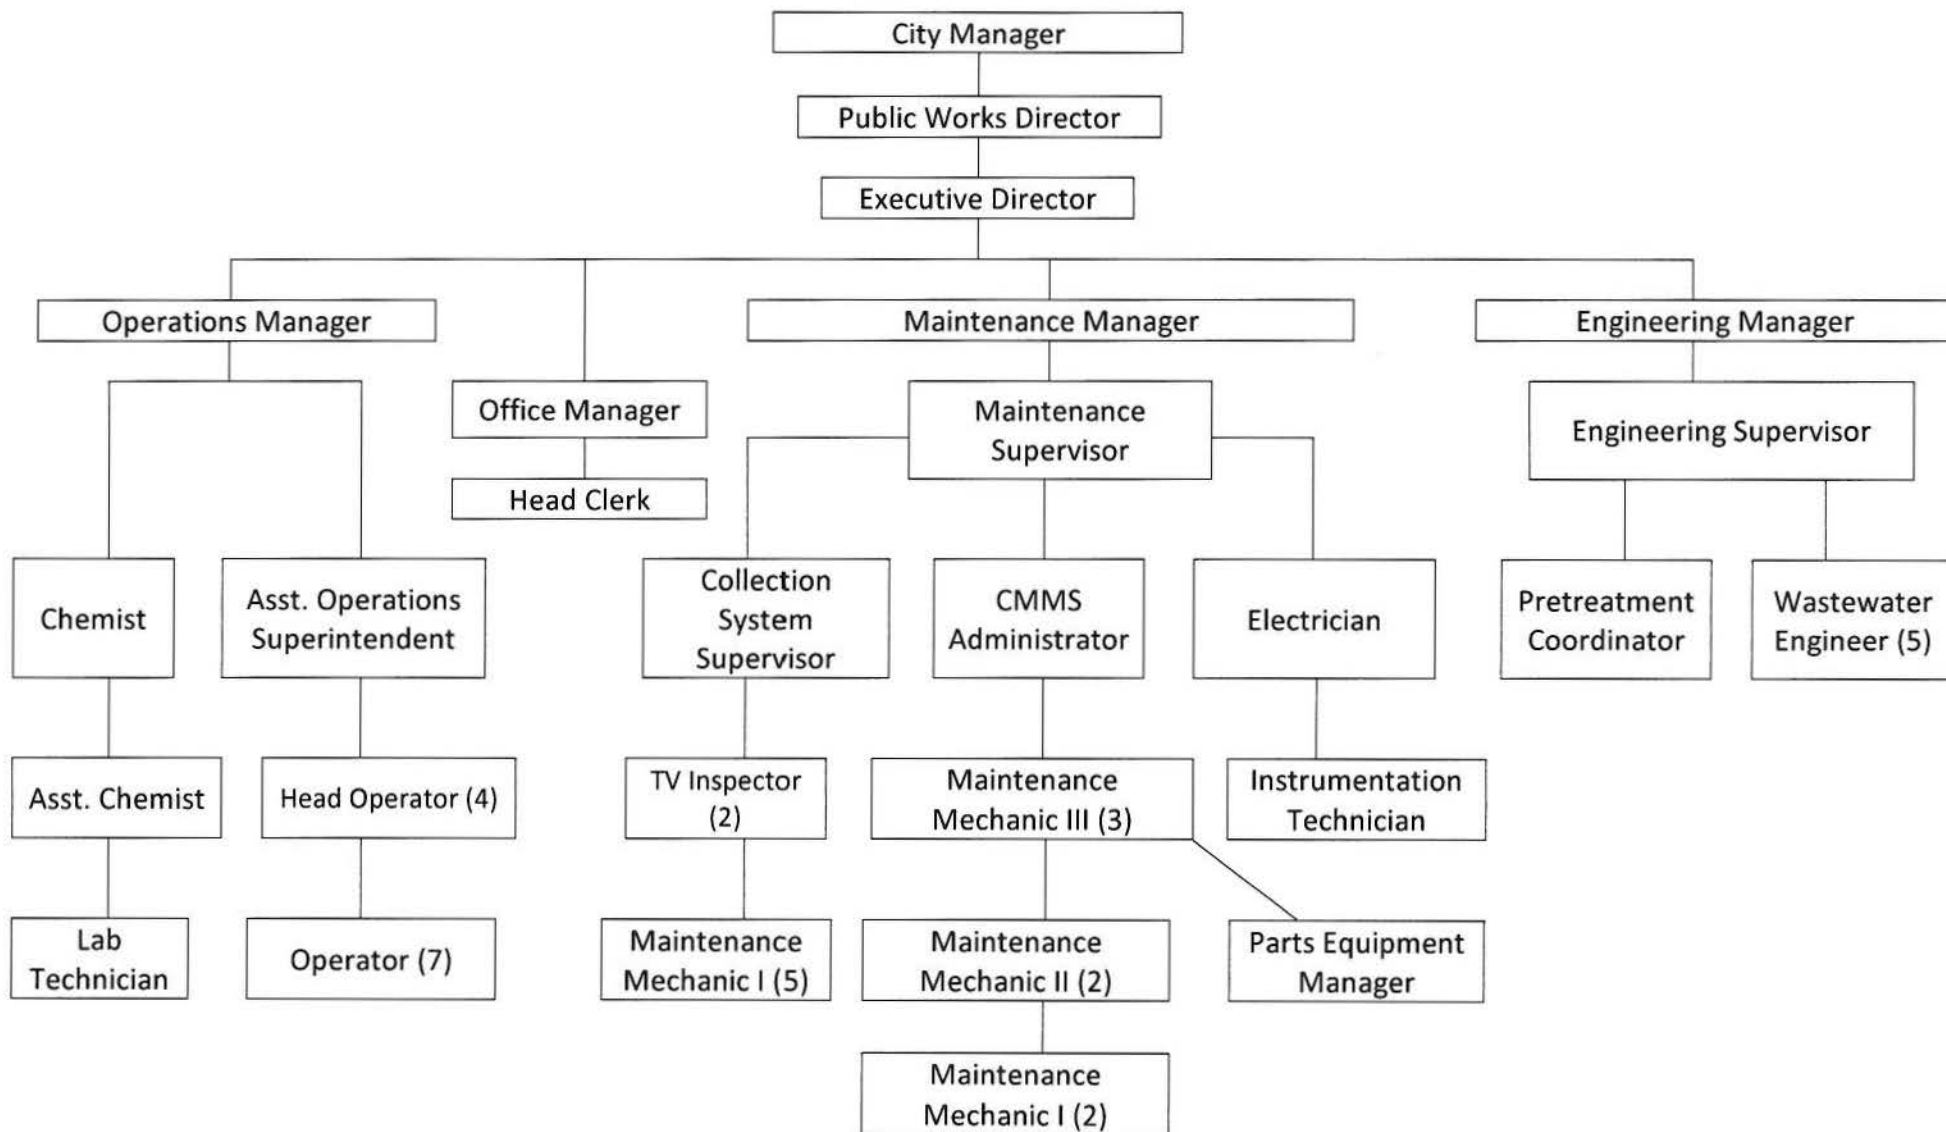 City Manager
Public Works Director
Executive Director
Operations Manager
Maintenance Manager
Engineering Manager
Office Manager
Maintenance
Supervisor
Engineering Supervisor
Head Clerk
Chemist
Asst. Operations
Superintendent
Collection
System
Supervisor
CMMS
Administrator
Electrician
Pretreatment
Coordinator
Wastewater
Engineer (5)
Asst. Chemist
Head Operator (4)
TV Inspector
(2)
Maintenance
Mechanic III (3)
Instrumentation
Technician
Lab
Technician
Operator (7)
Maintenance
Mechanic I (5)
Maintenance
Mechanic II (2)
Parts Equipment
Manager
Maintenance
Mechanic I (2)